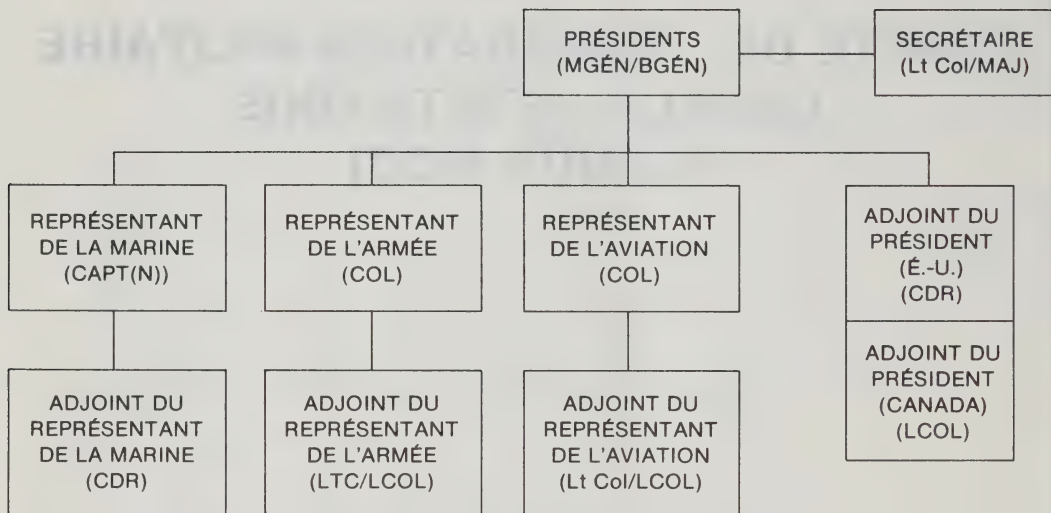 PRÉSIDENTS
(MGÉN/BGÉN)
SECRÉTAIRE
(Lt Col/MAJ)
REPRÉSENTANT
DE LA MARINE
(CAPT(N))
REPRÉSENTANT
DE L'ARMÉE
(COL)
REPRÉSENTANT
DE L'AVIATION
(COL)
ADJOINT DU
PRÉSIDENT
(É.-U.)
(CDR)
ADJOINT DU
PRÉSIDENT
(CANADA)
(LCOL)
ADJOINT DU
REPRÉSENTANT
DE LA MARINE
(CDR)
ADJOINT DU
REPRÉSENTANT
DE L'ARMÉE
(LTC/LCOL)
ADJOINT DU
REPRÉSENTANT
DE L'AVIATION
(Lt Col/LCOL)